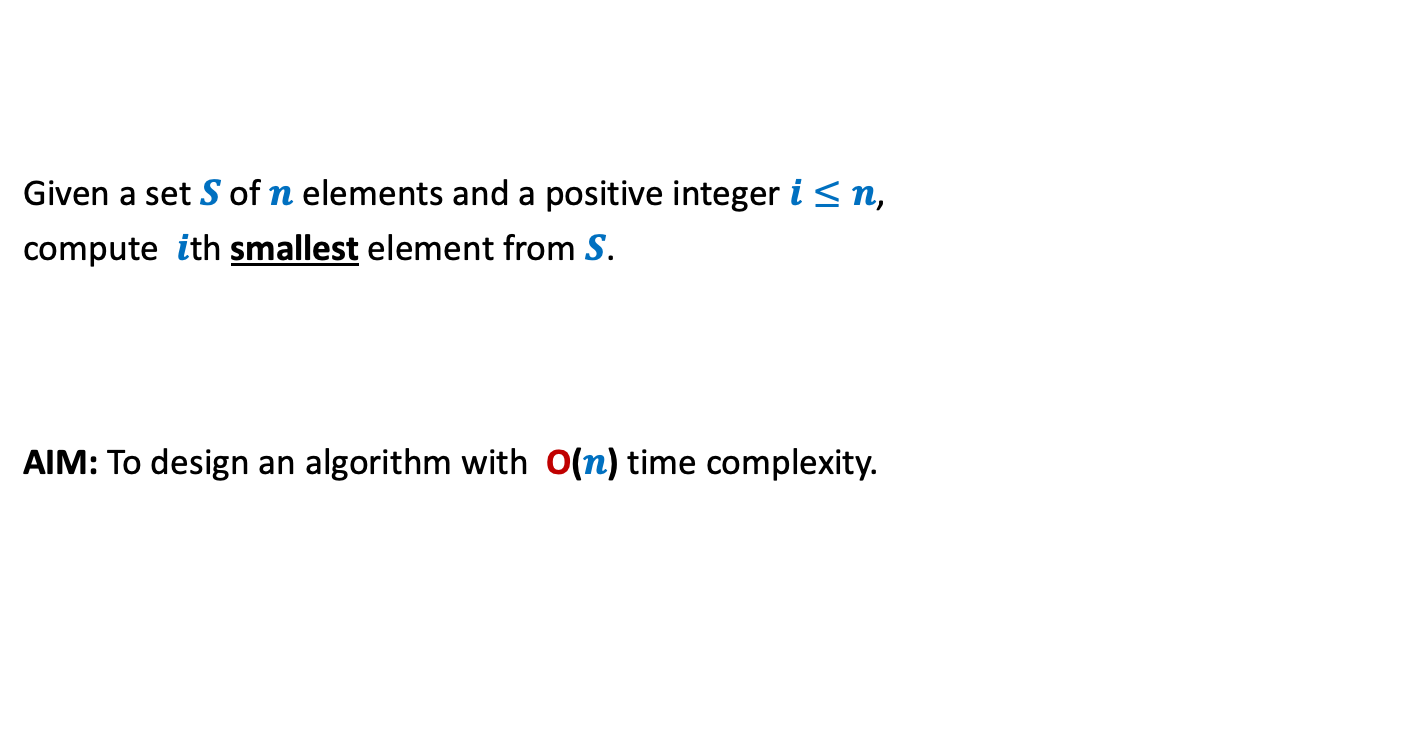 Given a set S of n elements and a positive integer i ≤ n,
compute ith smallest element from S.
AIM: To design an algorithm with O(n) time complexity.